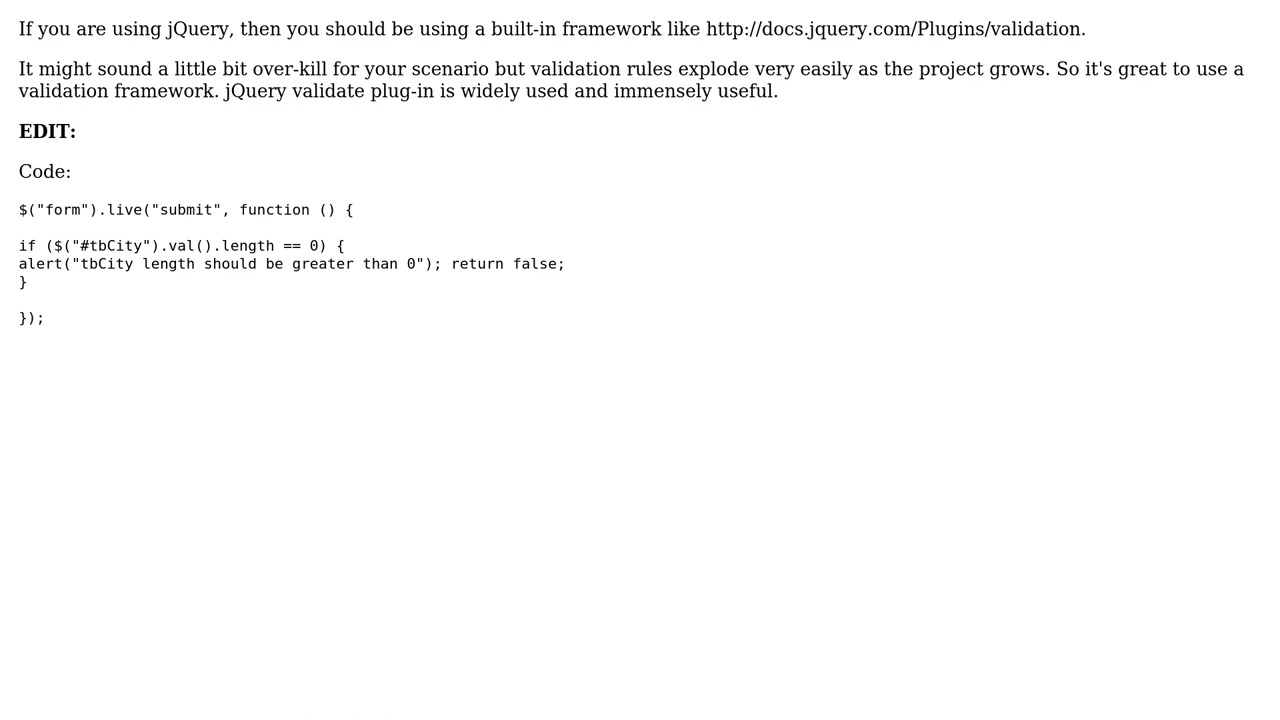 If you are using jQuery, then you should be using a built-in framework like http://docs.jquery.com/Plugins/validation.
It might sound a little bit over-kill for your scenario but validation rules explode very easily as the project grows. So it's great to use a
validation framework. jQuery validate plug-in is widely used and immensely useful.
EDIT:
Code:
$("form").live("submit", function () {
if ($("#tbCity").val().length == 0) {
alert("tbCity length should be greater than 0"); return false;
}
});